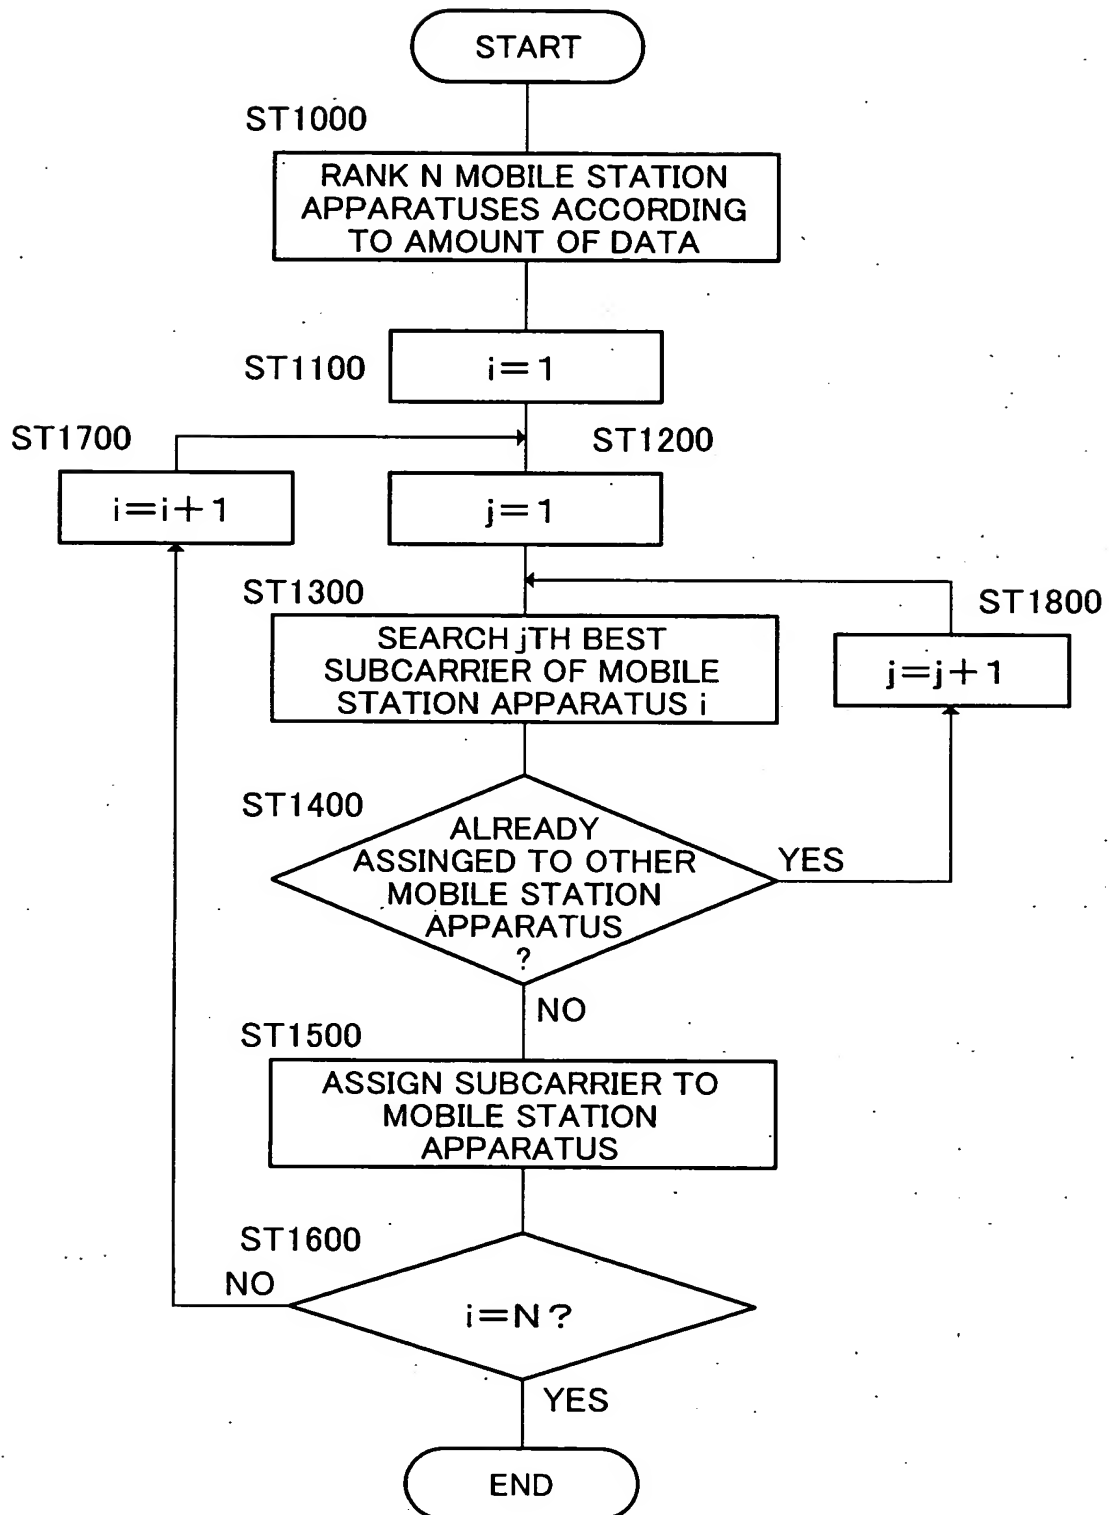 START
ST1000
RANK N MOBILE STATION
APPARATUSES ACCORDING
TO AMOUNT OF DATA
ST1100
i=1
ST1700
i=i+1
ST1200
j=1
ST1300
SEARCH jTH BEST
SUBCARRIER OF MOBILE
STATION APPARATUS i
ST1800
j=j+1
ST1400
ALREADY
ASSINGED TO OTHER
MOBILE STATION
APPARATUS
?
YES
NO
ST1500
ASSIGN SUBCARRIER TO
MOBILE STATION
APPARATUS
ST1600
NO
i=N?
YES
END